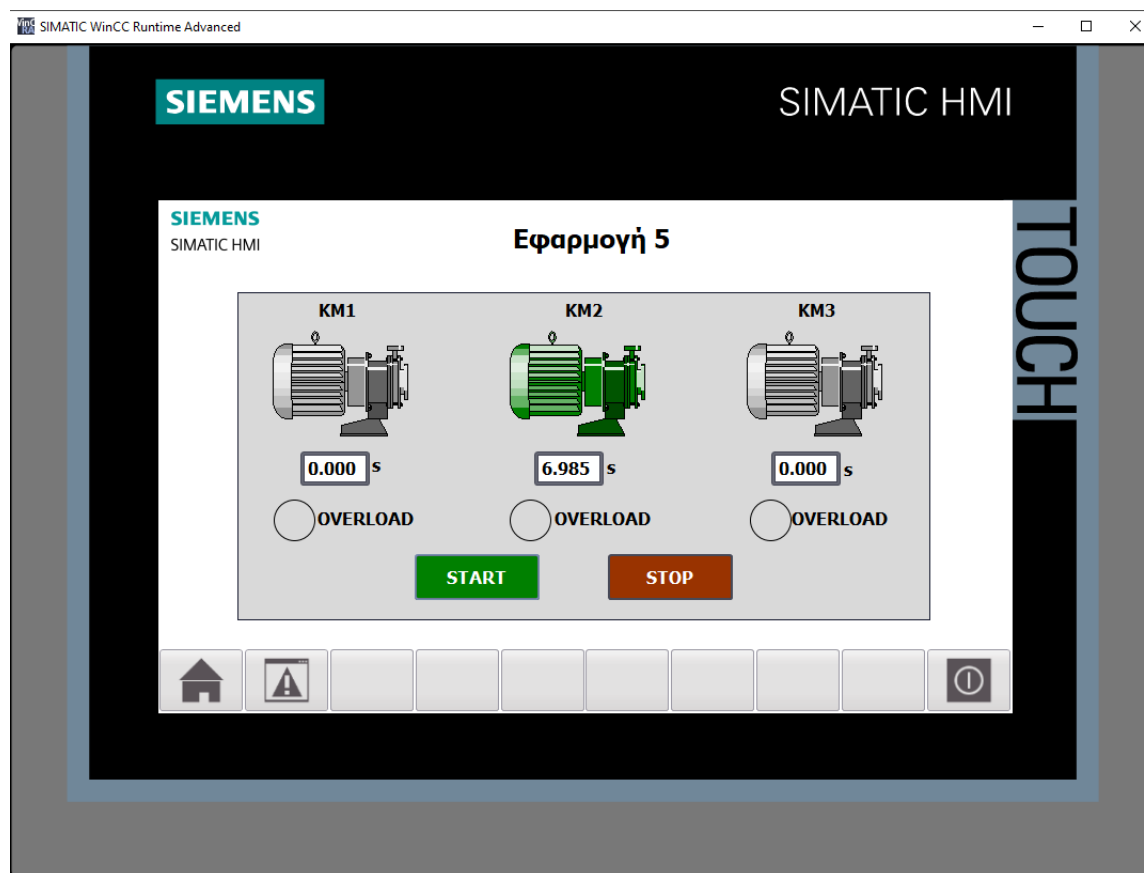 SIMATIC WinCC Runtime Advanced
SIEMENS
SIMATIC HMI
TOUCH
SIEMENS
SIMATIC HMI
Εφαρμογή 5
KM1 KM2 KM3
0.000 s 6.985 s 0.000 s
OVERLOAD OVERLOAD OVERLOAD
START STOP